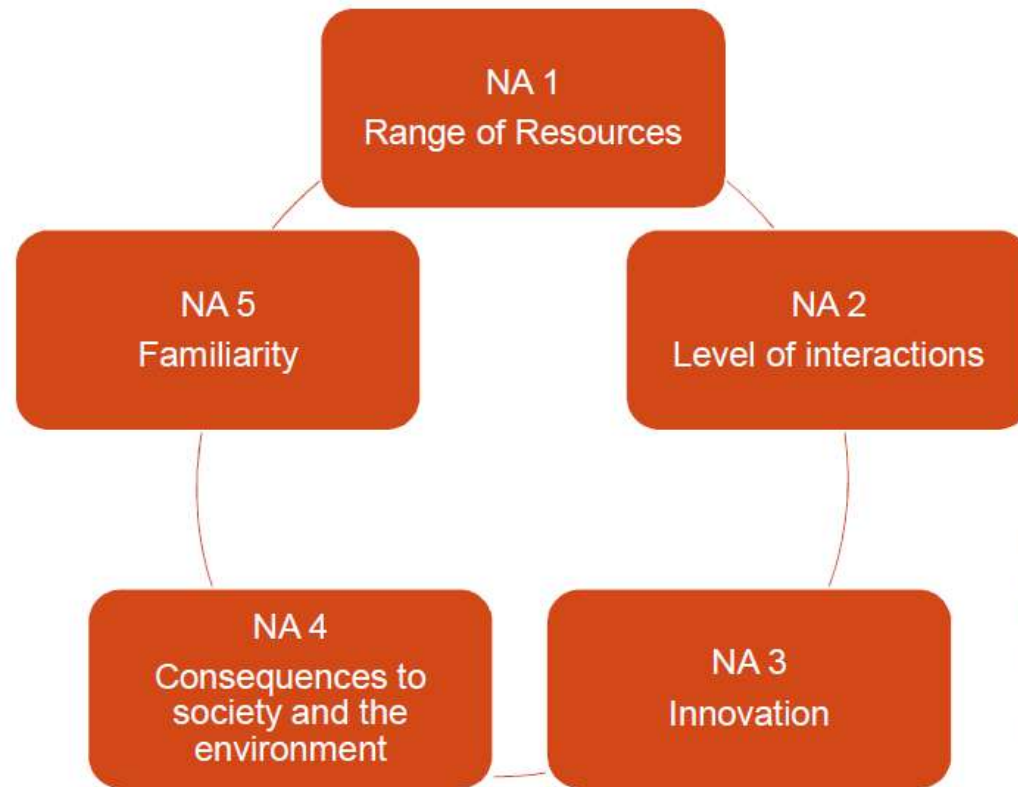 NA 1
Range of Resources
NA 2
Level of interactions
NA 3
Innovation
NA 4
Consequences to
society and the
environment
NA 5
Familiarity